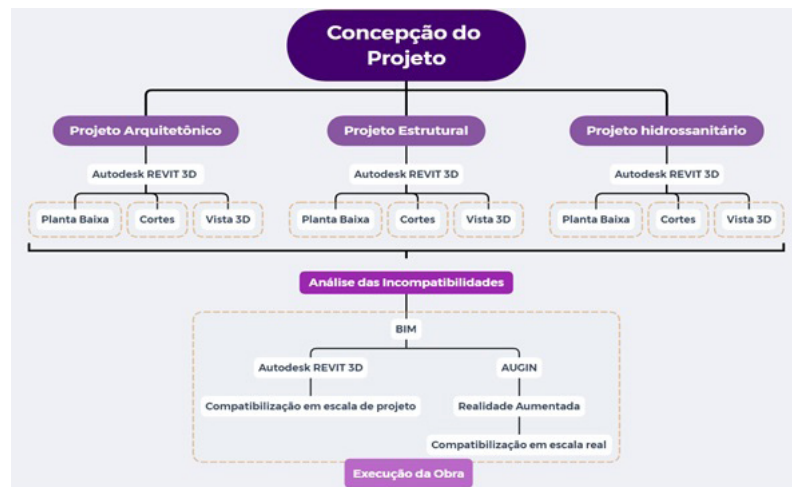 Concepção do
Projeto
Projeto Arquitetônico
Projeto Estrutural
Projeto hidrossanitário
Autodesk REVIT 3D
Autodesk REVIT 3D
Autodesk REVIT 3D
Planta Baixa
Cortes
Vista 3D
Planta Baixa
Cortes
Vista 3D
Planta Baixa
Cortes
Vista 3D
Análise das Incompatibilidades
BIM
Autodesk REVIT 3D
AUGIN
Compatibilização em escala de projeto
Realidade Aumentada
Compatibilização em escala real
Execução da Obra